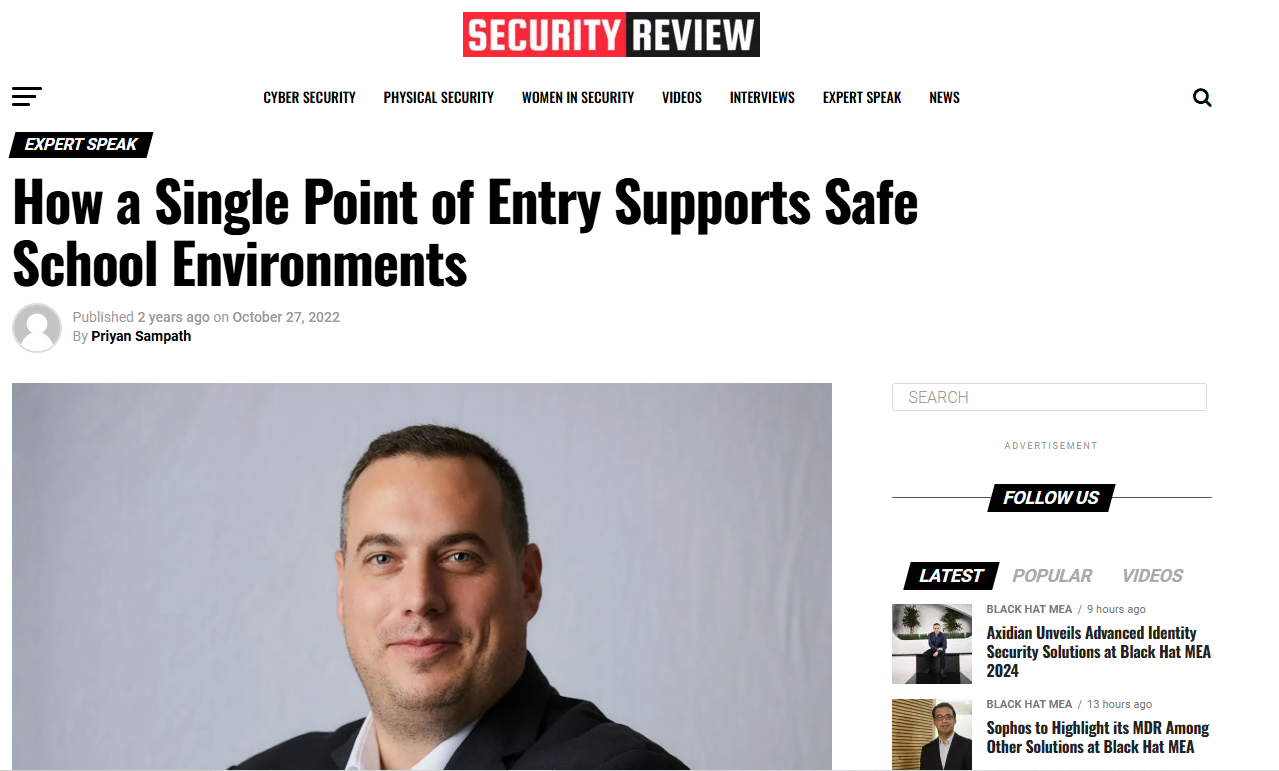 SECURITY REVIEW
CYBER SECURITY PHYSICAL SECURITY WOMEN IN SECURITY VIDEOS INTERVIEWS EXPERT SPEAK NEWS
EXPERT SPEAK
How a Single Point of Entry Supports Safe
School Environments
Published 2 years ago on October 27, 2022
By Priyan Sampath
SEARCH
ADVERTISEMENT
FOLLOW US
LATEST POPULAR VIDEOS
BLACK HAT MEA / 9 hours ago
Axidian Unveils Advanced Identity
Security Solutions at Black Hat MEA
2024
BLACK HAT MEA / 13 hours ago
Sophos to Highlight its MDR Among
Other Solutions at Black Hat MEA